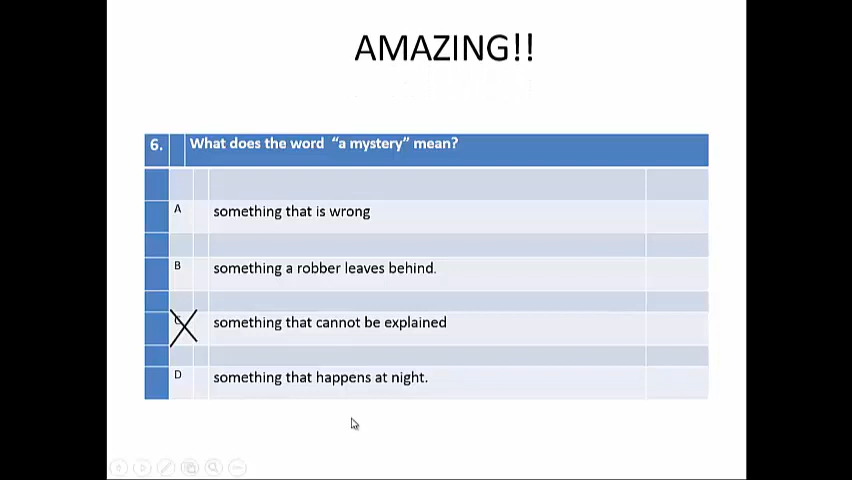 AMAZING!!
6. What does the word “a mystery” mean?
A something that is wrong
B something a robber leaves behind.
C something that cannot be explained
D something that happens at night.